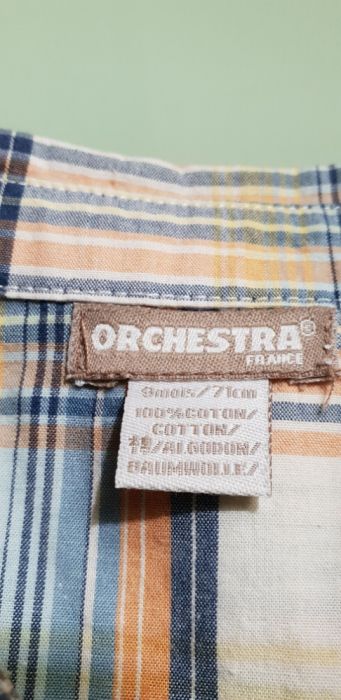 ORCHESTRA®
FRANCE
9mois/71cm
100%COTON/
COTTON/
棉/ALGODON/
BAUMWOLLE/